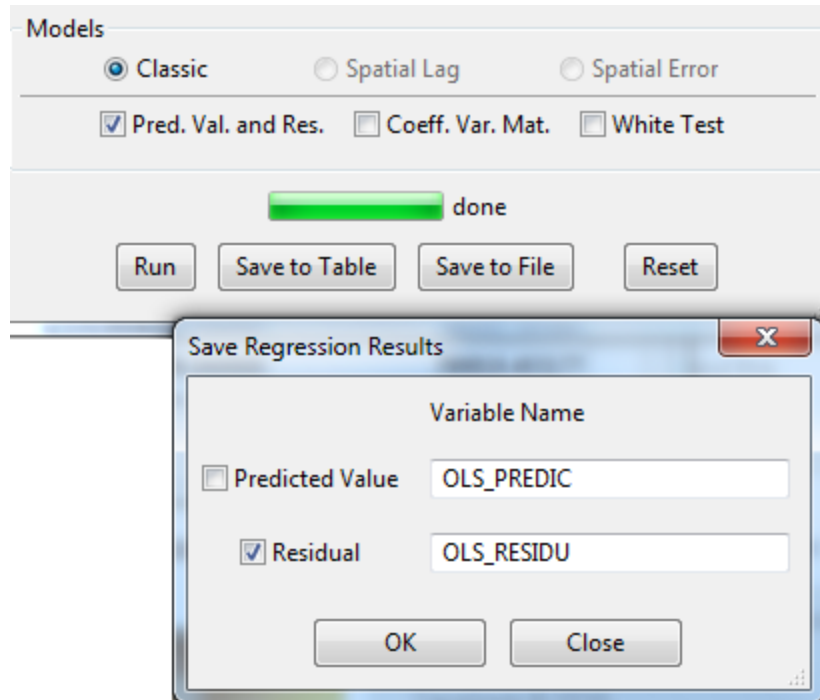 Models
Classic Spatial Lag Spatial Error
Pred. Val. and Res. Coeff. Var. Mat. White Test
done
Run Save to Table Save to File Reset
Save Regression Results
Variable Name
Predicted Value OLS_PREDIC
Residual OLS_RESIDU
OK Close